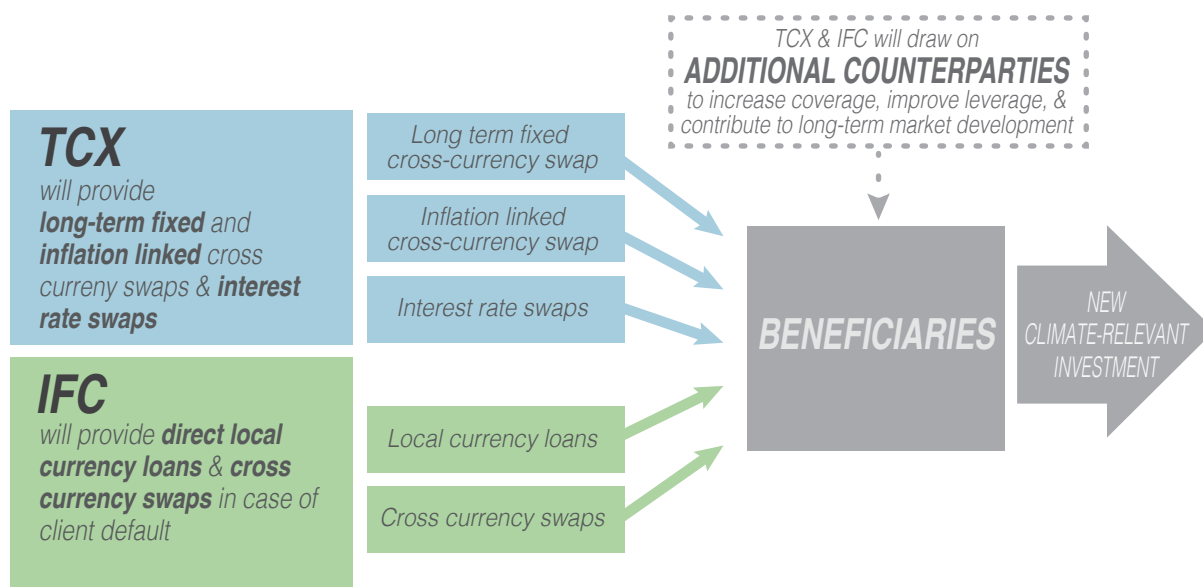 TCX & IFC will draw on
ADDITIONAL COUNTERPARTIES
to increase coverage, improve leverage, &
contribute to long-term market development
TCX
will provide
long-term fixed and
inflation linked cross
curreny swaps & interest
rate swaps
Long term fixed
cross-currency swap
Inflation linked
cross-currency swap
Interest rate swaps
IFC
will provide direct local
currency loans & cross
currency swaps in case of
client default
Local currency loans
Cross currency swaps
BENEFICIARIES
NEW
CLIMATE-RELEVANT
INVESTMENT